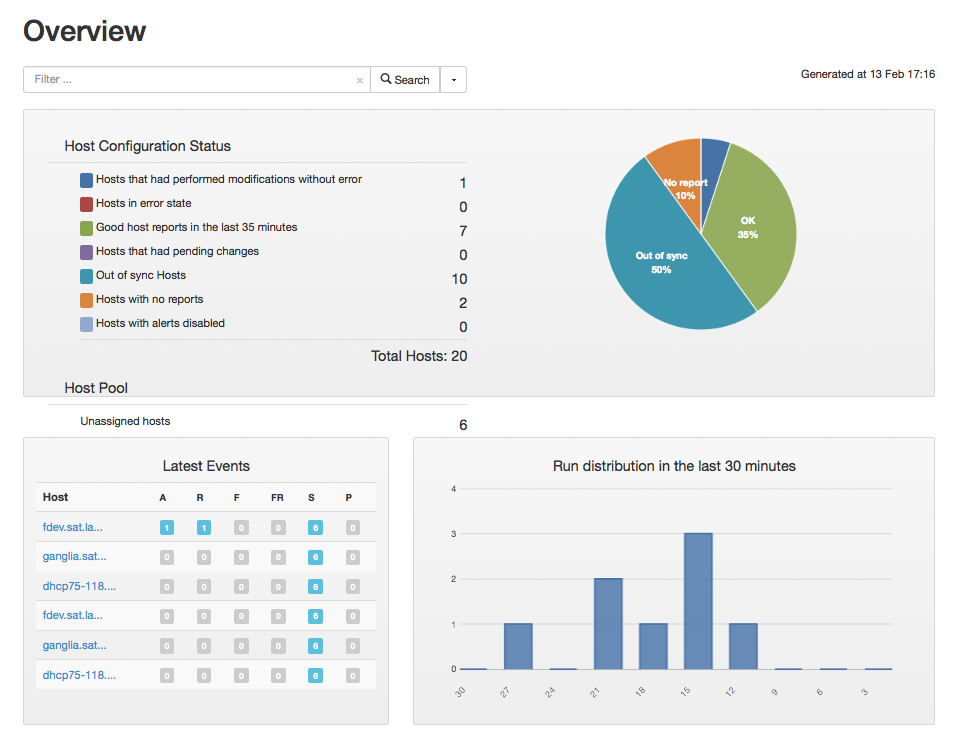 Overview
Filter ... × Search
Generated at 13 Feb 17:16
Host Configuration Status
Hosts that had performed modifications without error 1
Hosts in error state 0
Good host reports in the last 35 minutes 7
Hosts that had pending changes 0
Out of sync Hosts 10
Hosts with no reports 2
Hosts with alerts disabled 0
Total Hosts: 20
No report
10%
OK
35%
Out of sync
50%
Host Pool
Unassigned hosts 6
Latest Events
Host A R F FR S P
fdev.sat.la... 1 1 0 0 6 0
ganglia.sat... 0 0 0 0 6 0
dhcp75-118.... 0 0 0 0 6 0
fdev.sat.la... 0 0 0 0 6 0
ganglia.sat... 0 0 0 0 6 0
dhcp75-118.... 0 0 0 0 6 0
Run distribution in the last 30 minutes
4
3
2
1
0
30 27 24 21 18 15 12 9 6 3